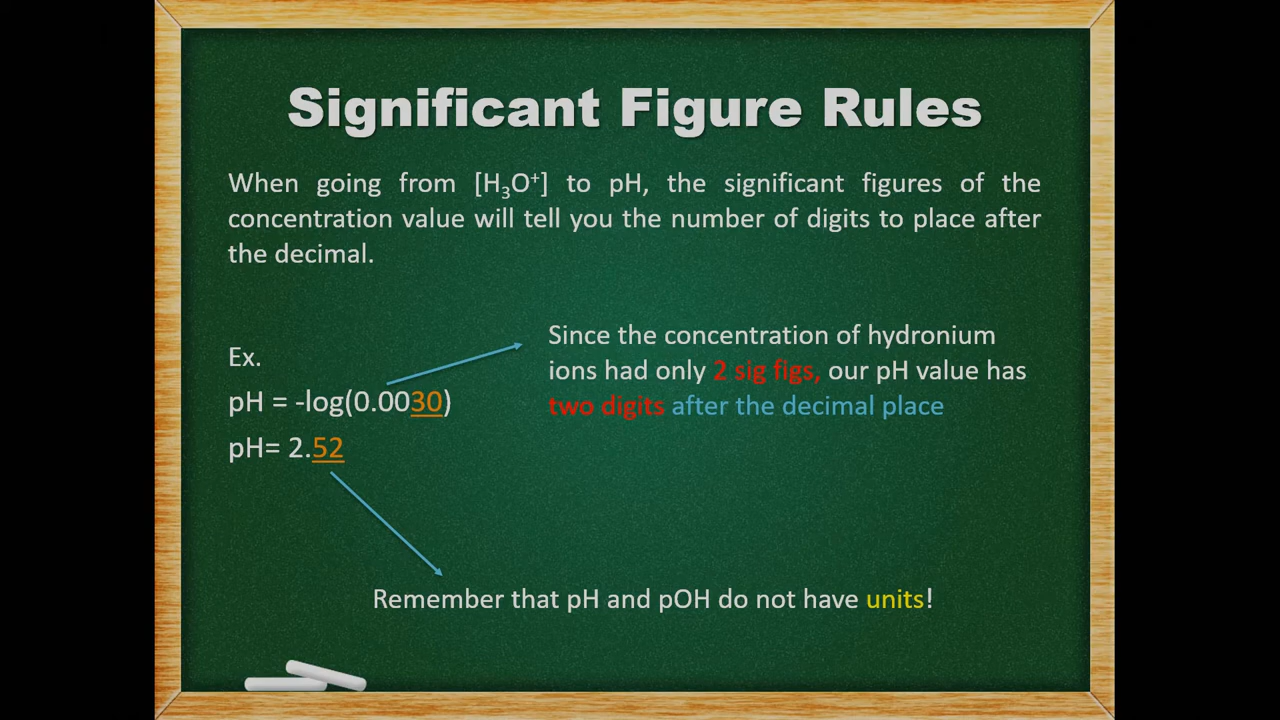 Significant Figure Rules
When going from [H₃O⁺] to pH, the significant figures of the
concentration value will tell you the number of digits to place after
the decimal.
Ex.
pH = -log(0.0030)
pH= 2.52
Since the concentration of hydronium
ions had only 2 sig figs, our pH value has
two digits after the decimal place
Remember that pH and pOH do not have units!